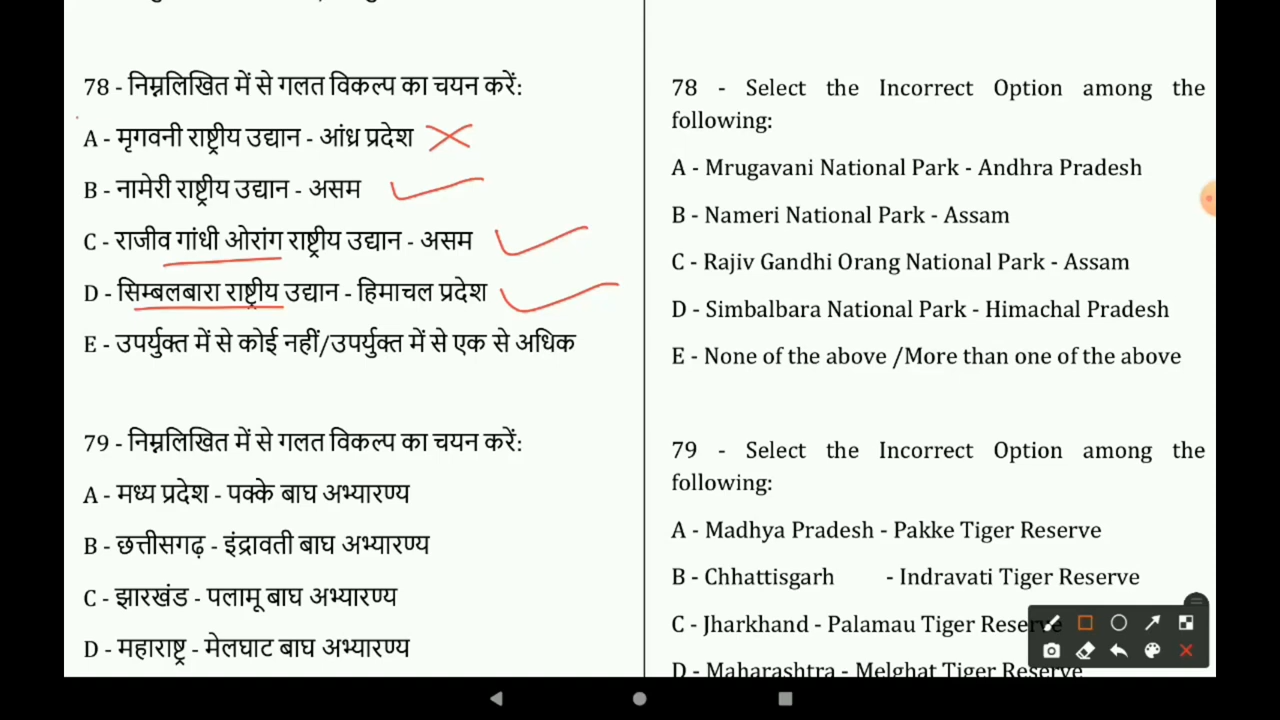 78 - निम्नलिखित में से गलत विकल्प का चयन करें:
A - मृगवनी राष्ट्रीय उद्यान - आंध्र प्रदेश
B - नामेरी राष्ट्रीय उद्यान - असम
C - राजीव गांधी ओरांग राष्ट्रीय उद्यान - असम
D - सिम्बलबारा राष्ट्रीय उद्यान - हिमाचल प्रदेश
E - उपर्युक्त में से कोई नहीं/उपर्युक्त में से एक से अधिक
79 - निम्नलिखित में से गलत विकल्प का चयन करें:
A - मध्य प्रदेश - पक्के बाघ अभ्यारण्य
B - छत्तीसगढ़ - इंद्रावती बाघ अभ्यारण्य
C - झारखंड - पलामू बाघ अभ्यारण्य
D - महाराष्ट्र - मेलघाट बाघ अभ्यारण्य
78 - Select the Incorrect Option among the
following:
A - Mrugavani National Park - Andhra Pradesh
B - Nameri National Park - Assam
C - Rajiv Gandhi Orang National Park - Assam
D - Simbalbara National Park - Himachal Pradesh
E - None of the above /More than one of the above
79 - Select the Incorrect Option among the
following:
A - Madhya Pradesh - Pakke Tiger Reserve
B - Chhattisgarh - Indravati Tiger Reserve
C - Jharkhand - Palamau Tiger Reserve
D - Maharashtra - Melghat Tiger Reserve